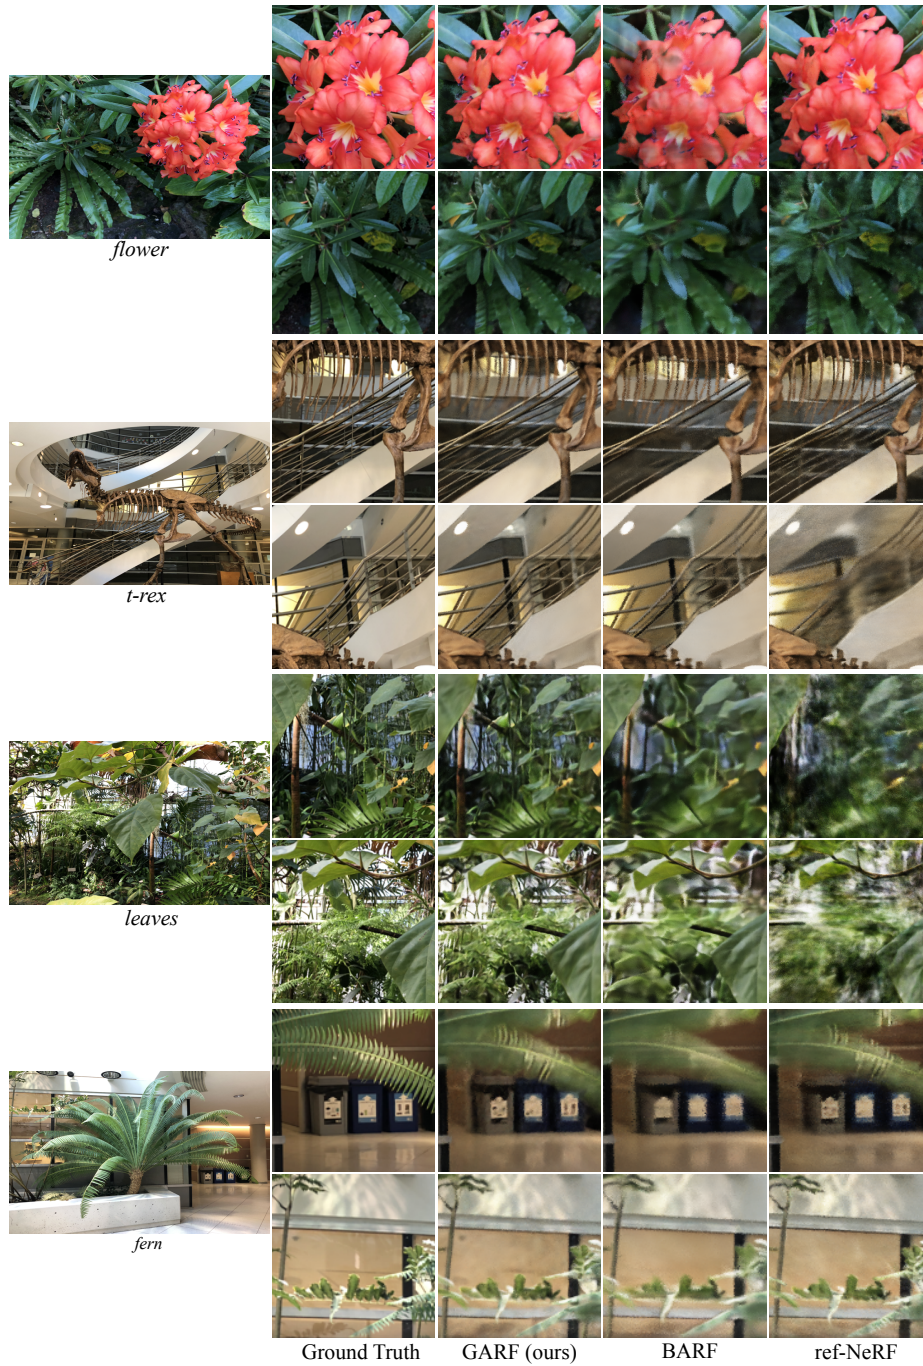 flower
t-rex
leaves
fern
Ground Truth
GARF (ours)
BARF
ref-NeRF